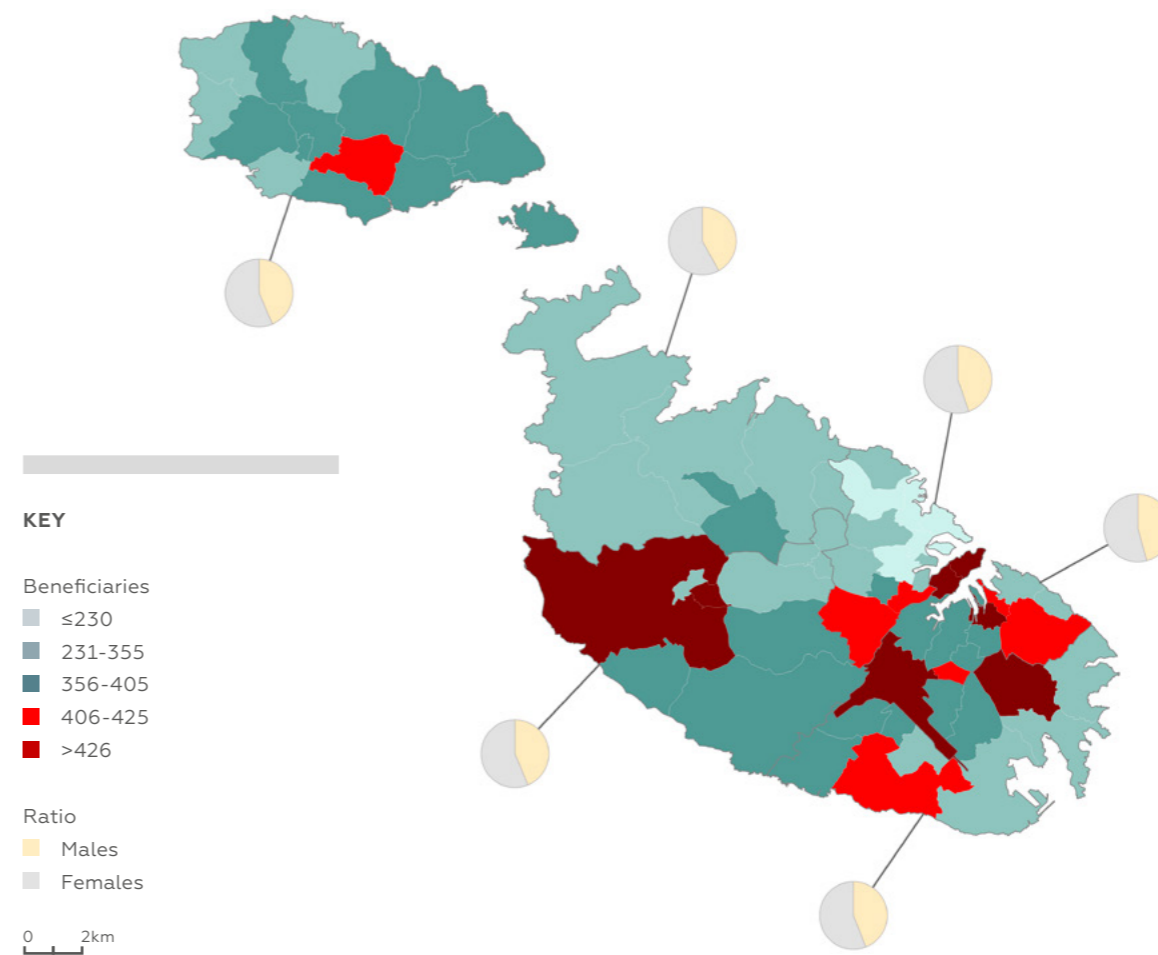 KEY
Beneficiaries
≤230
231-355
356-405
406-425
>426
Ratio
Males
Females
0 2km